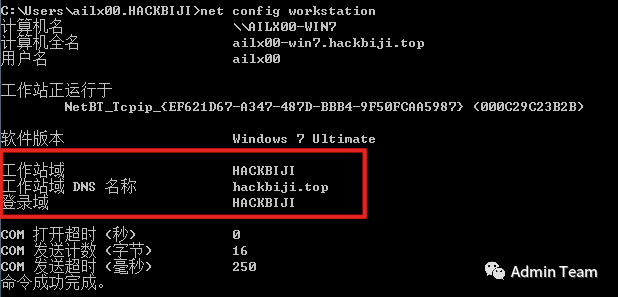 C:\Users\ailx00.HACKBIJI>net config workstation
计算机名 \\AILX00-WIN7
计算机全名 ailx00-win7.hackbiji.top
用户名 ailx00
工作站正运行于
NetBT_Tcpip_{EF621D67-A347-487D-BBB4-9F50FCAA5987} (000C29C23B2B)
软件版本 Windows 7 Ultimate
工作站域 HACKBIJI
工作站域 DNS 名称 hackbiji.top
登录域 HACKBIJI
COM 打开超时 (秒) 0
COM 发送计数 (字节) 16
COM 发送超时 (毫秒) 250
命令成功完成。
Admin Team